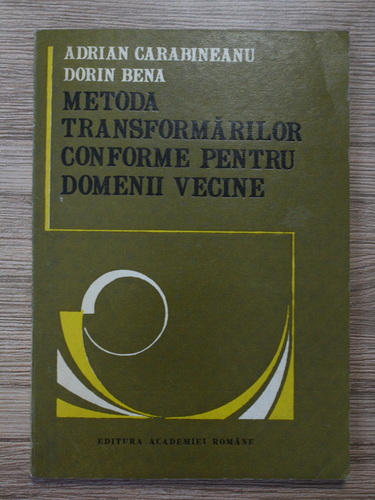 ADRIAN CARABINEANU
DORIN BENA
METODA
TRANSFORMĂRILOR
CONFORME PENTRU
DOMENII VECINE
EDITURA ACADEMIEI ROMÂNE